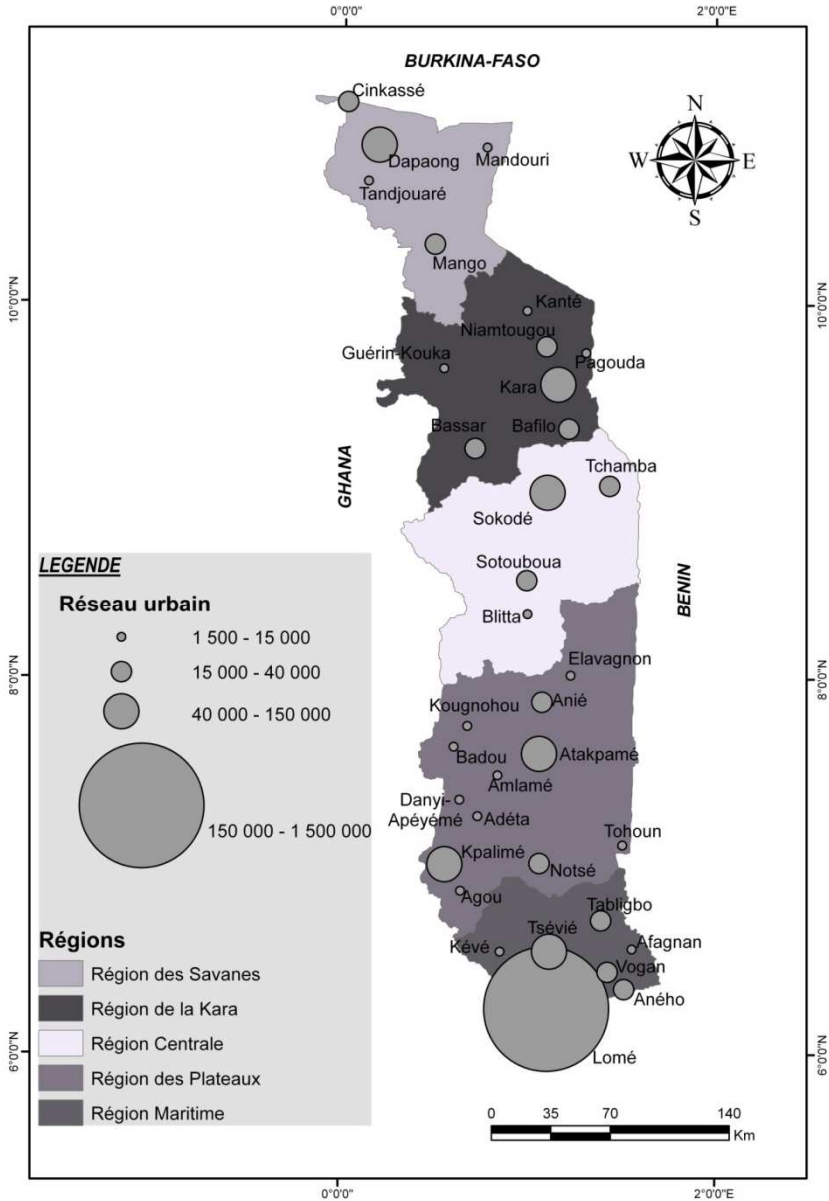 0°0'0"
2°0'0"E
BURKINA-FASO
Cinkassé
N
W
E
S
Dapaong
Mandouri
Tandjouaré
Mango
10°0'0"N
10°0'0"N
Kanté
Niamtougou
Guérin-Kouka
Pagouda
Kara
Bassar
Bafilo
GHANA
Tchamba
Sokodé
Sotouboua
BENIN
Blitta
LEGENDE
Réseau urbain
1 500 - 15 000
15 000 - 40 000
40 000 - 150 000
150 000 - 1 500 000
Elavagnon
8°0'0"N
8°0'0"N
Kougnohou
Anié
Badou
Atakpamé
Amlamé
Danyi-
Apéyémé
Adéta
Tohoun
Kpalimé
Notsé
Agou
Tabligbo
Tsévié
Kévé
Afagnan
Vogan
Aného
Lomé
6°0'0"N
6°0'0"N
Régions
Région des Savanes
Région de la Kara
Région Centrale
Région des Plateaux
Région Maritime
0 35 70 140
Km
0°0'0"
2°0'0"E